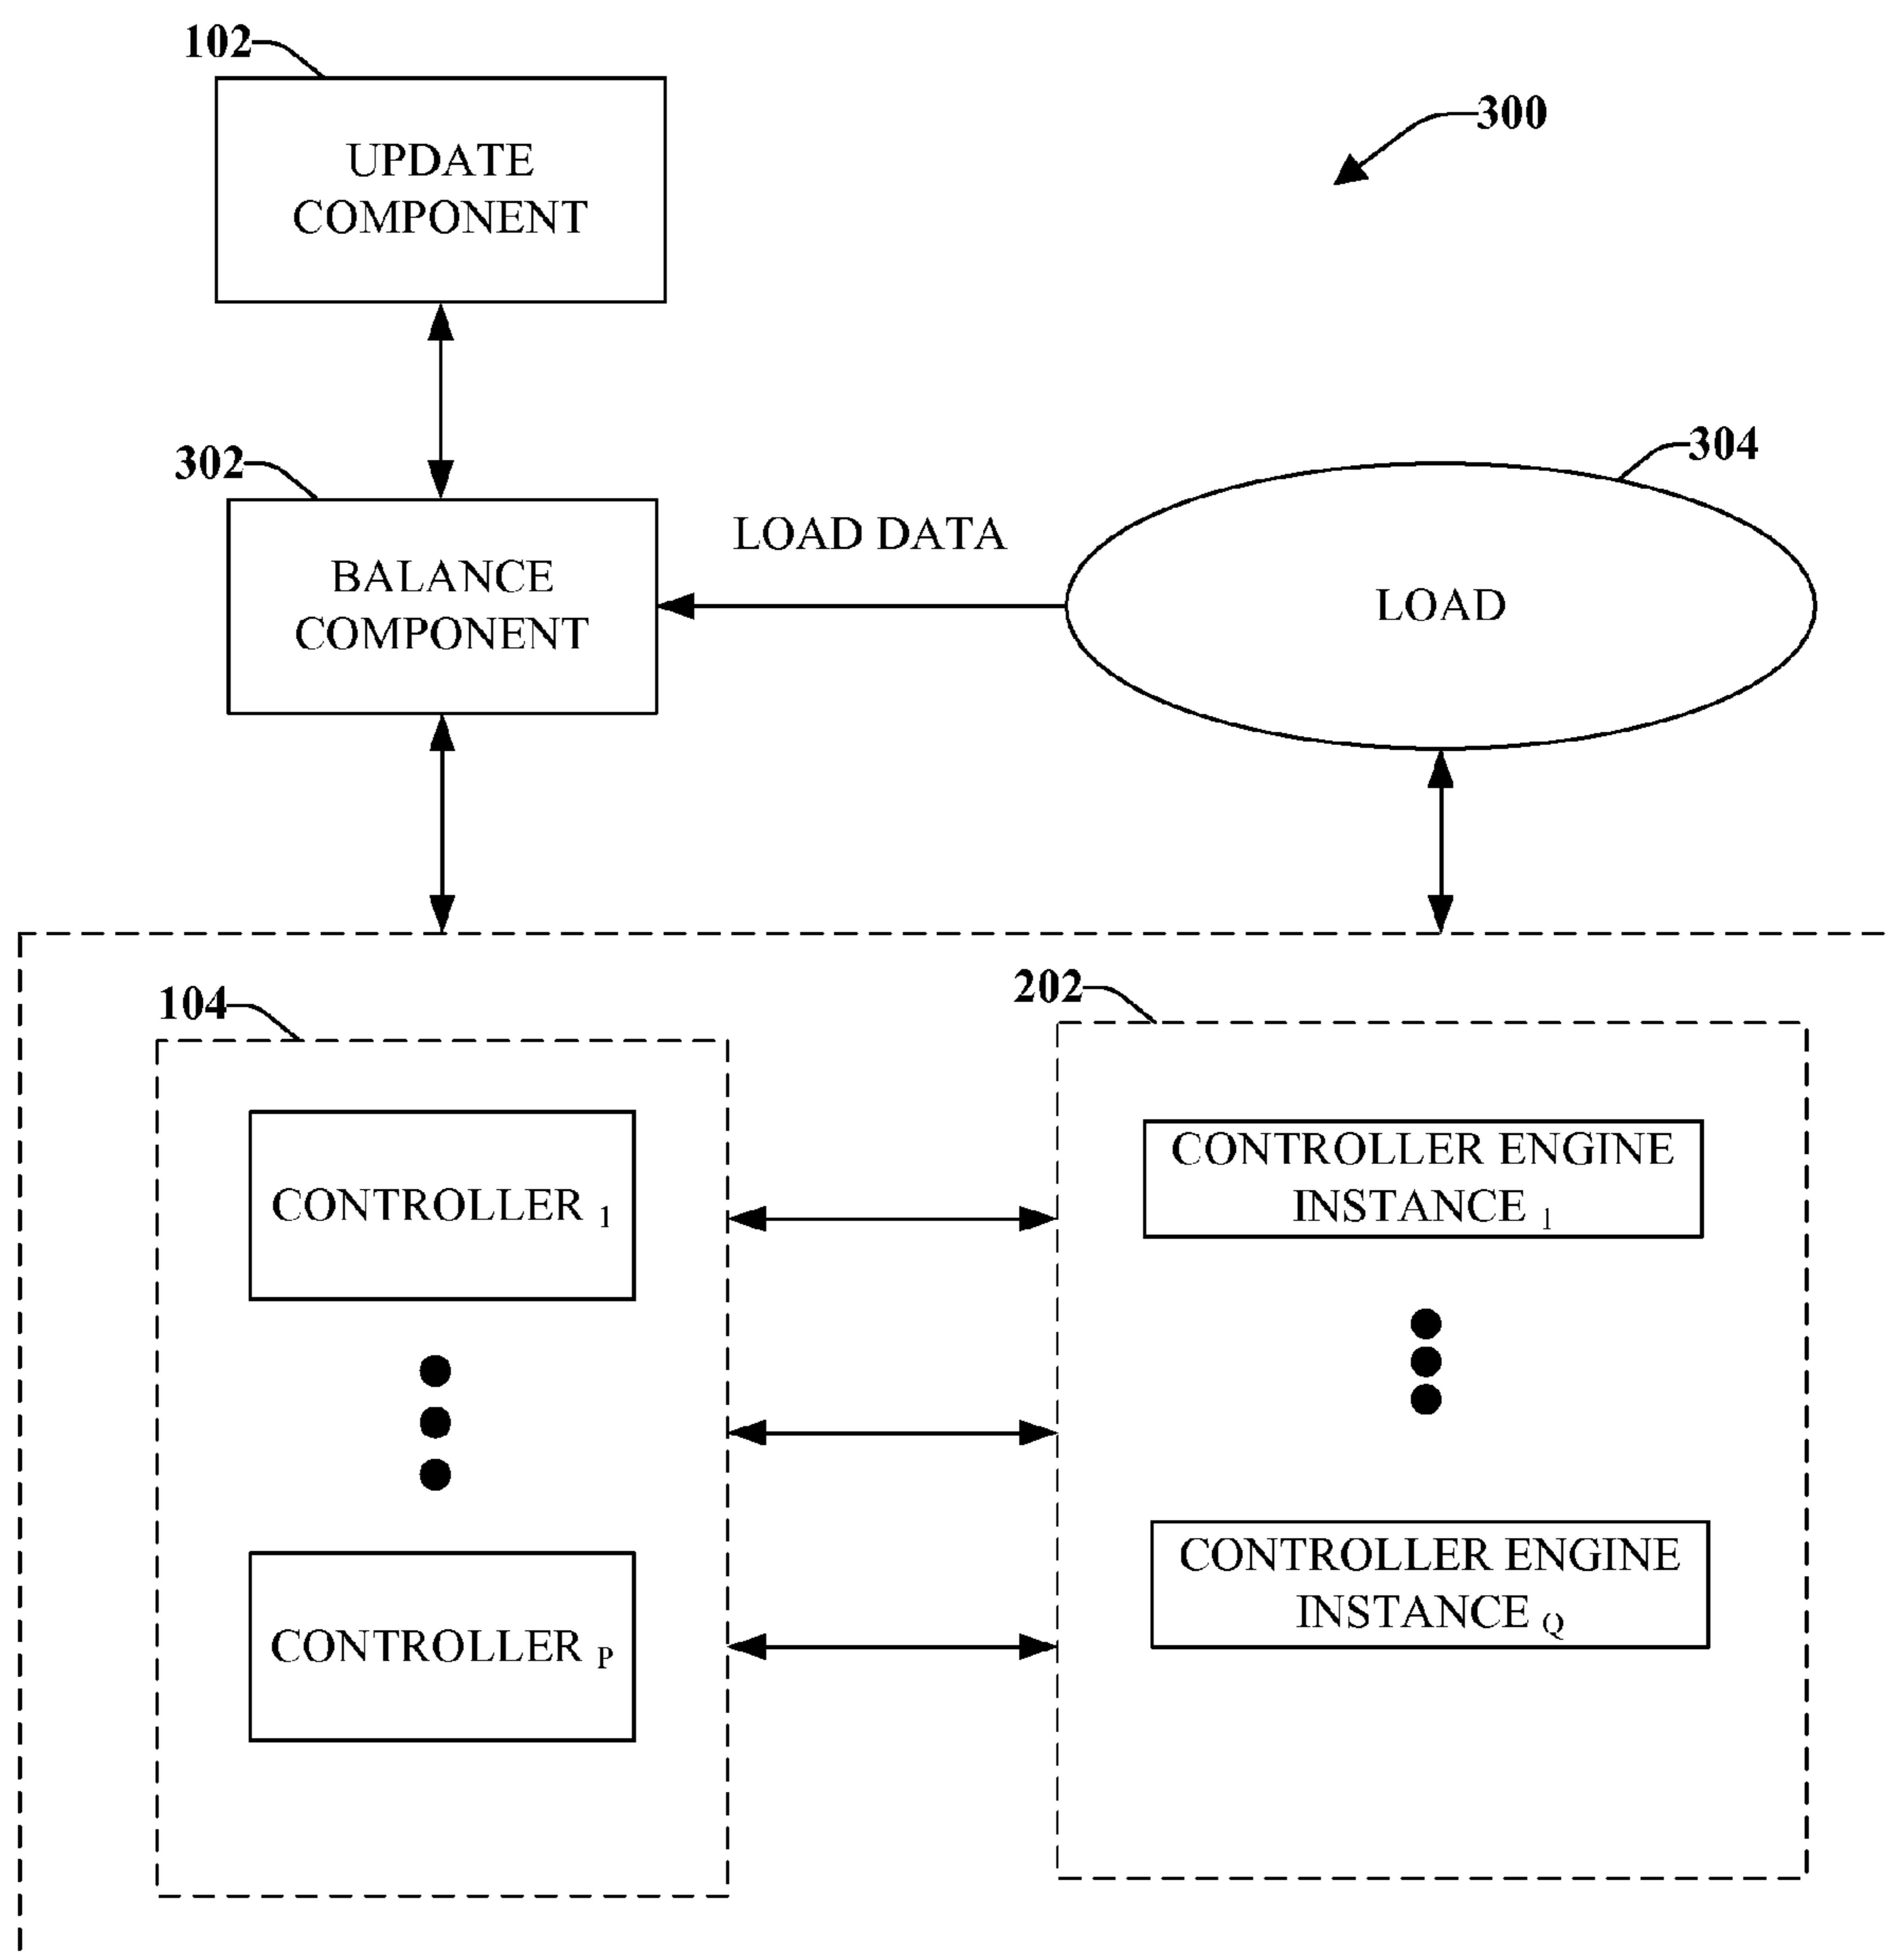 102
UPDATE
COMPONENT
300
302
BALANCE
COMPONENT
LOAD DATA
304
LOAD
104
CONTROLLER 1
CONTROLLER P
202
CONTROLLER ENGINE
INSTANCE 1
CONTROLLER ENGINE
INSTANCE Q